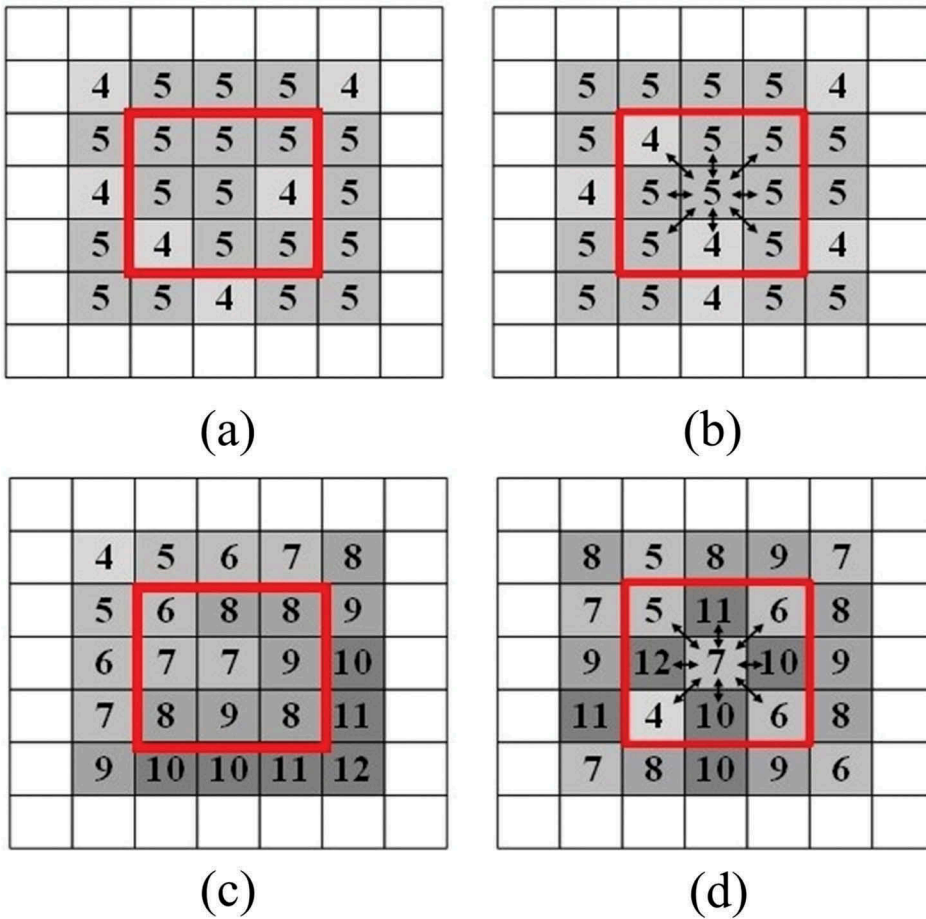 4 5 5 5 4
5 5 5 5 5
4 5 5 4 5
5 4 5 5 5
5 5 4 5 5
(a)
5 5 5 5 4
5 4 5 5 5
4 5 5 5 5
5 5 4 5 4
5 5 4 5 5
(b)
4 5 6 7 8
5 6 8 8 9
6 7 7 9 10
7 8 9 8 11
9 10 10 11 12
(c)
8 5 8 9 7
7 5 11 6 8
9 12 7 10 9
11 4 10 6 8
7 8 10 9 6
(d)